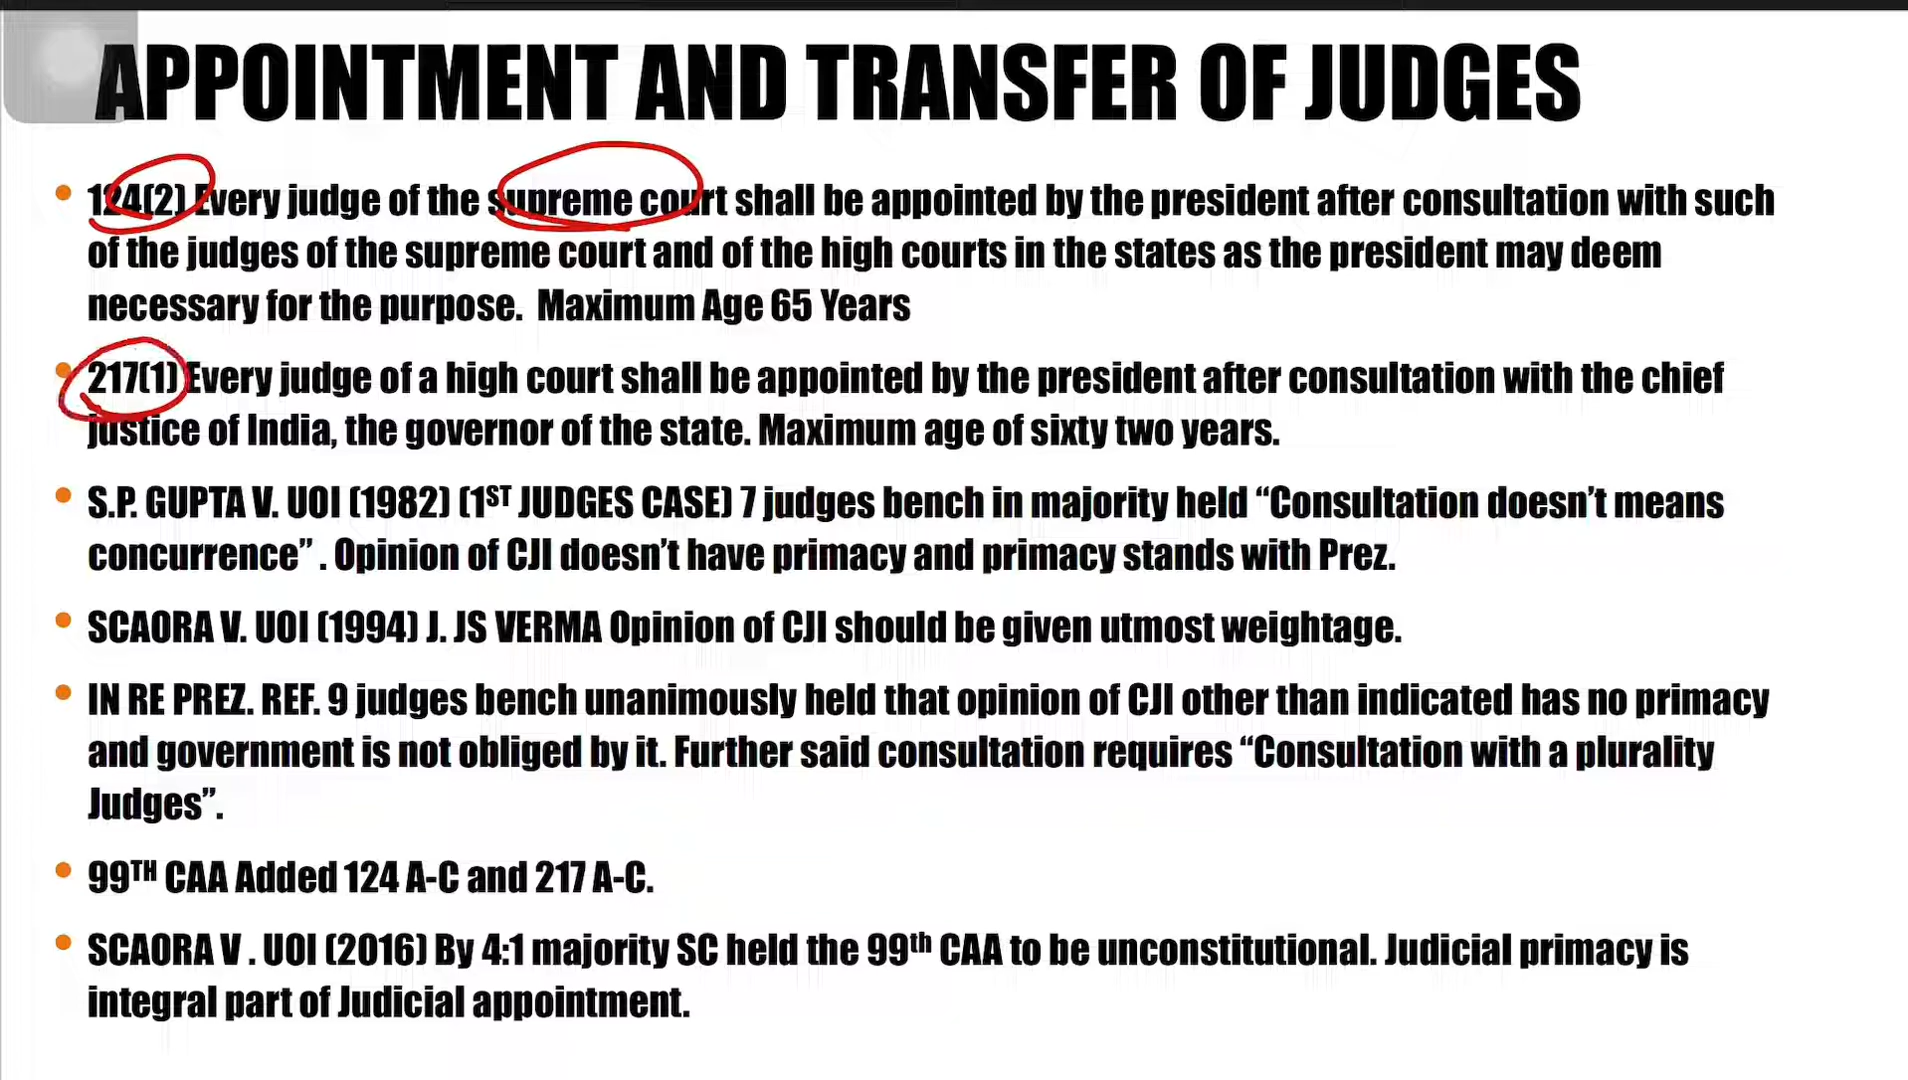 APPOINTMENT AND TRANSFER OF JUDGES
• 124(2) Every judge of the supreme court shall be appointed by the president after consultation with such
of the judges of the supreme court and of the high courts in the states as the president may deem
necessary for the purpose. Maximum Age 65 Years
• 217(1) Every judge of a high court shall be appointed by the president after consultation with the chief
justice of India, the governor of the state. Maximum age of sixty two years.
• S.P. GUPTA V. UOI (1982) (1ST JUDGES CASE) 7 judges bench in majority held “Consultation doesn’t means
concurrence” . Opinion of CJI doesn’t have primacy and primacy stands with Prez.
• SCAORA V. UOI (1994) J. JS VERMA Opinion of CJI should be given utmost weightage.
• IN RE PREZ. REF. 9 judges bench unanimously held that opinion of CJI other than indicated has no primacy
and government is not obliged by it. Further said consultation requires “Consultation with a plurality
Judges”.
• 99TH CAA Added 124 A-C and 217 A-C.
• SCAORA V . UOI (2016) By 4:1 majority SC held the 99th CAA to be unconstitutional. Judicial primacy is
integral part of Judicial appointment.